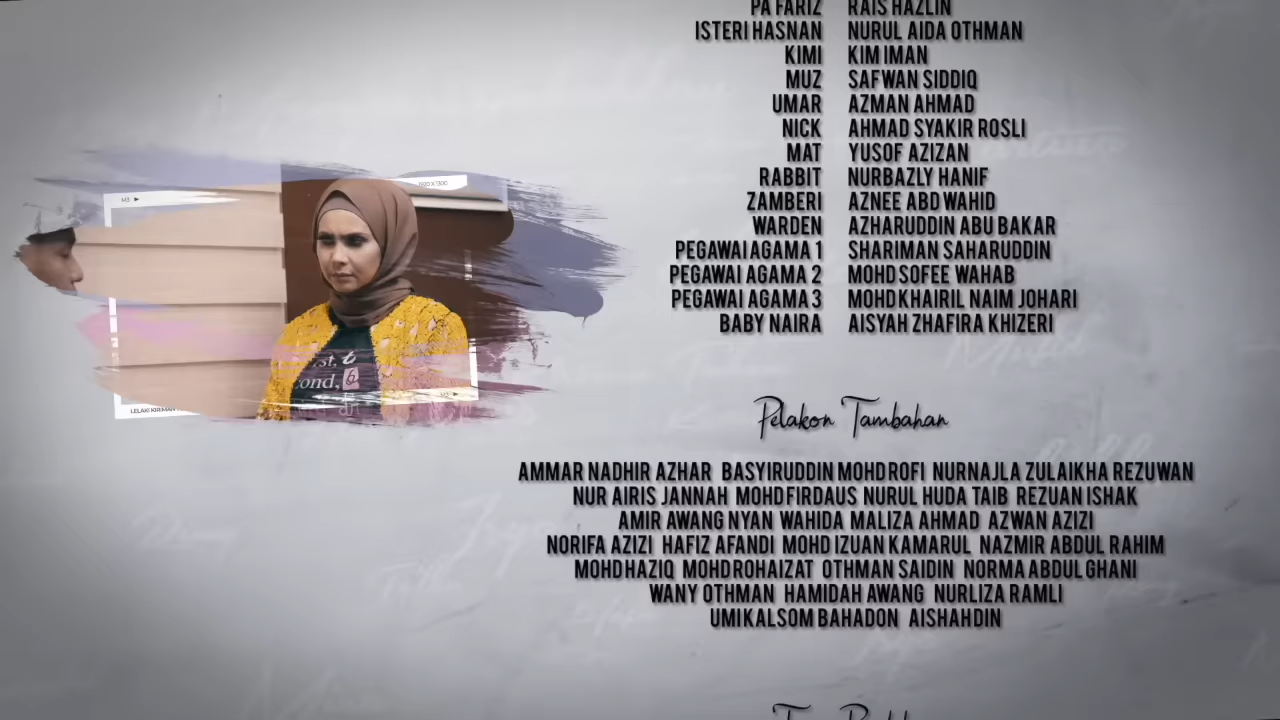 PA FARIZ RAIS HAZLIN
ISTERI HASNAN NURUL AIDA OTHMAN
KIMI KIM IMAN
MUZ SAFWAN SIDDIQ
UMAR AZMAN AHMAD
NICK AHMAD SYAKIR ROSLI
MAT YUSOF AZIZAN
RABBIT NURBAZLY HANIF
ZAMBERI AZNEE ABD WAHID
WARDEN AZHARUDDIN ABU BAKAR
PEGAWAI AGAMA 1 SHARIMAN SAHARUDDIN
PEGAWAI AGAMA 2 MOHD SOFEE WAHAB
PEGAWAI AGAMA 3 MOHD KHAIRIL NAIM JOHARI
BABY NAIRA AISYAH ZHAFIRA KHIZERI
LELAKI KIRIMAN
Pelakon Tambahan
AMMAR NADHIR AZHAR BASYIRUDDIN MOHD ROFI NURNAJLA ZULAIKHA REZUWAN
NUR AIRIS JANNAH MOHD FIRDAUS NURUL HUDA TAIB REZUAN ISHAK
AMIR AWANG NYAN WAHIDA MALIZA AHMAD AZWAN AZIZI
NORIFA AZIZI HAFIZ AFANDI MOHD IZUAN KAMARUL NAZMIR ABDUL RAHIM
MOHD HAZIQ MOHD ROHAIZAT OTHMAN SAIDIN NORMA ABDUL GHANI
WANY OTHMAN HAMIDAH AWANG NURLIZA RAMLI
UMI KALSOM BAHADON AISHAH DIN